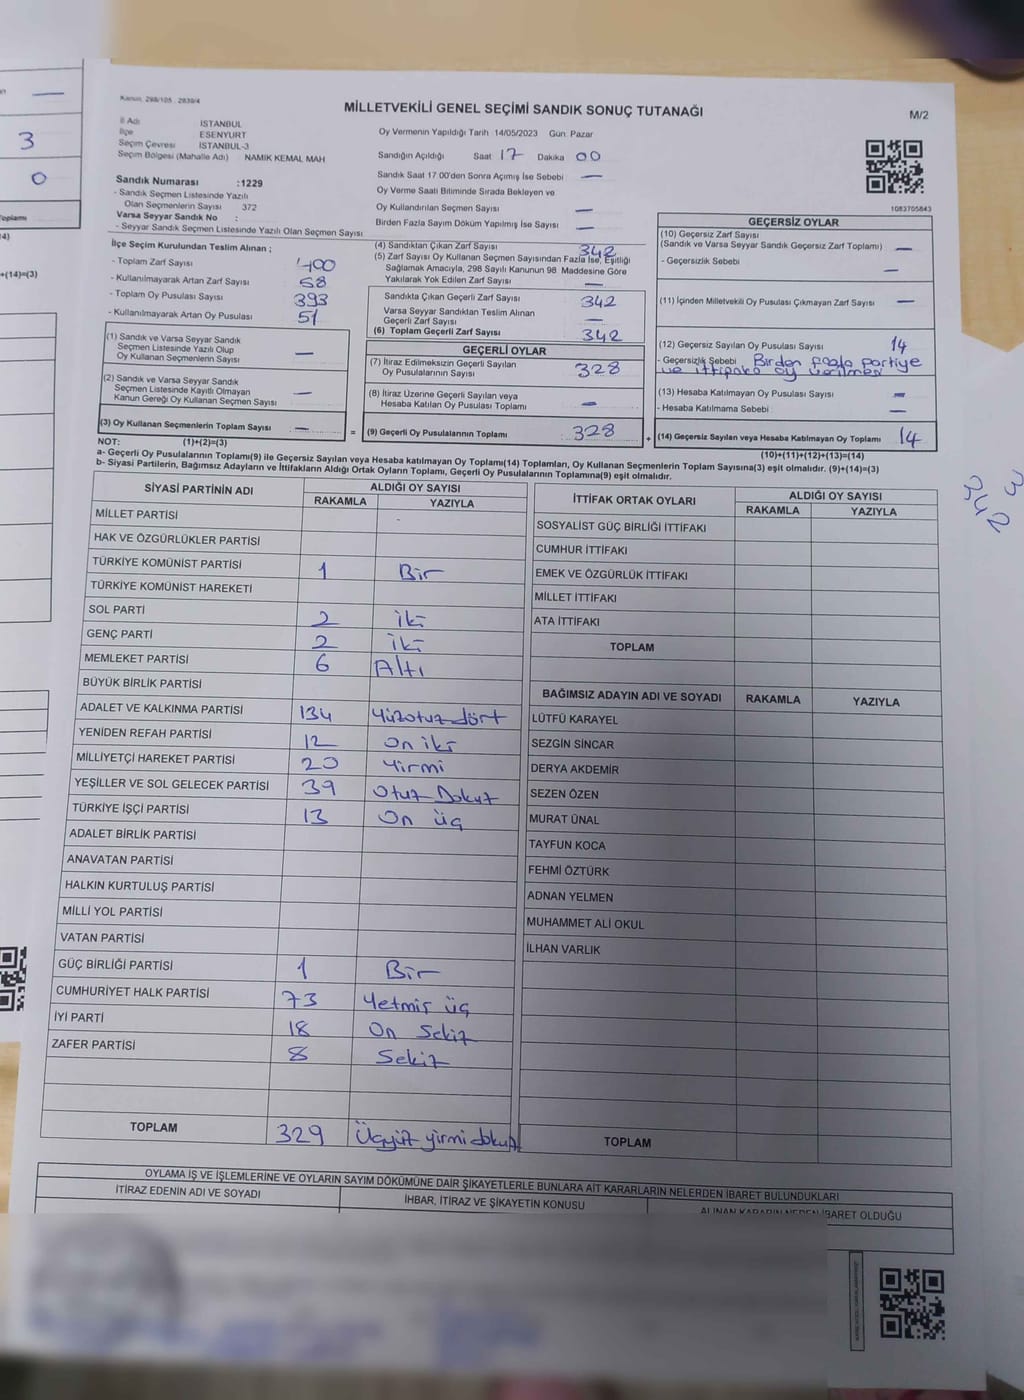 Kanun, 298/105 , 2839/4
MİLLETVEKİLİ GENEL SEÇİMİ SANDIK SONUÇ TUTANAĞI
M/2
İl Adı İSTANBUL
İlçe ESENYURT
Seçim Çevresi İSTANBUL-3
Seçim Bölgesi (Mahalle Adı) NAMIK KEMAL MAH
Oy Vermenin Yapıldığı Tarih 14/05/2023 Gün: Pazar
Sandığın Açıldığı Saat 17 Dakika 00
Sandık Saat 17.00'den Sonra Açılmış İse Sebebi —
Oy Verme Saati Bitiminde Sırada Bekleyen ve
Oy Kullandırılan Seçmen Sayısı —
Birden Fazla Sayım Döküm Yapılmış İse Sayısı —
1083705843
Sandık Numarası :1229
- Sandık Seçmen Listesinde Yazılı
Olan Seçmenlerin Sayısı 372
Varsa Seyyar Sandık No :
- Seyyar Sandık Seçmen Listesinde Yazılı Olan Seçmen Sayısı
İlçe Seçim Kurulundan Teslim Alınan ;
- Toplam Zarf Sayısı 400
- Kullanılmayarak Artan Zarf Sayısı 58
- Toplam Oy Pusulası Sayısı 393
- Kullanılmayarak Artan Oy Pusulası 51
(1) Sandık ve Varsa Seyyar Sandık
Seçmen Listesinde Yazılı Olup
Oy Kullanan Seçmenlerin Sayısı —
(2) Sandık ve Varsa Seyyar Sandık
Seçmen Listesinde Kayıtlı Olmayan
Kanun Gereği Oy Kullanan Seçmen Sayısı —
(3) Oy Kullanan Seçmenlerin Toplam Sayısı —
(4) Sandıktan Çıkan Zarf Sayısı 342
(5) Zarf Sayısı Oy Kullanan Seçmen Sayısından Fazla İse, Eşitliği
Sağlamak Amacıyla, 298 Sayılı Kanunun 98. Maddesine Göre
Yakılarak Yok Edilen Zarf Sayısı —
Sandıkta Çıkan Geçerli Zarf Sayısı 342
Varsa Seyyar Sandıktan Teslim Alınan
Geçerli Zarf Sayısı —
(6) Toplam Geçerli Zarf Sayısı 342
GEÇERLİ OYLAR
(7) İtiraz Edilmeksizin Geçerli Sayılan
Oy Pusulalarının Sayısı 328
(8) İtiraz Üzerine Geçerli Sayılan veya
Hesaba Katılan Oy Pusulası Toplamı —
= (9) Geçerli Oy Pusulalarının Toplamı 328 +
GEÇERSİZ OYLAR
(10) Geçersiz Zarf Sayısı
(Sandık ve Varsa Seyyar Sandık Geçersiz Zarf Toplamı) —
- Geçersizlik Sebebi —
(11) İçinden Milletvekili Oy Pusulası Çıkmayan Zarf Sayısı —
(12) Geçersiz Sayılan Oy Pusulası Sayısı 14
- Geçersizlik Sebebi Birden fazla partiye
ve ittifaka oy verilmesi
(13) Hesaba Katılmayan Oy Pusulası Sayısı —
- Hesaba Katılmama Sebebi —
(14) Geçersiz Sayılan veya Hesaba Katılmayan Oy Toplamı 14
NOT: (1)+(2)=(3)
(10)+(11)+(12)+(13)=(14)
a- Geçerli Oy Pusulalarının Toplamı(9) ile Geçersiz Sayılan veya Hesaba katılmayan Oy Toplamı(14) Toplamları, Oy Kullanan Seçmenlerin Toplam Sayısına(3) eşit olmalıdır. (9)+(14)=(3)
b- Siyasi Partilerin, Bağımsız Adayların ve İttifakların Aldığı Ortak Oyların Toplamı, Geçerli Oy Pusulalarının Toplamına(9) eşit olmalıdır.
SİYASİ PARTİNİN ADI ALDIĞI OY SAYISI
RAKAMLA YAZIYLA
MİLLET PARTİSİ
HAK VE ÖZGÜRLÜKLER PARTİSİ
TÜRKİYE KOMÜNİST PARTİSİ 1 Bir
TÜRKİYE KOMÜNİST HAREKETİ
SOL PARTİ 2 İki
GENÇ PARTİ 2 İki
MEMLEKET PARTİSİ 6 Altı
BÜYÜK BİRLİK PARTİSİ
ADALET VE KALKINMA PARTİSİ 134 Yüzotuz dört
YENİDEN REFAH PARTİSİ 12 On iki
MİLLİYETÇİ HAREKET PARTİSİ 20 Yirmi
YEŞİLLER VE SOL GELECEK PARTİSİ 39 Otuz Dokuz
TÜRKİYE İŞÇİ PARTİSİ 13 On üç
ADALET BİRLİK PARTİSİ
ANAVATAN PARTİSİ
HALKIN KURTULUŞ PARTİSİ
MİLLİ YOL PARTİSİ
VATAN PARTİSİ
GÜÇ BİRLİĞİ PARTİSİ 1 Bir
CUMHURİYET HALK PARTİSİ 73 Yetmiş üç
İYİ PARTİ 18 On Sekiz
ZAFER PARTİSİ 8 Sekiz
TOPLAM 329 Üçyüz yirmi dokuz
İTTİFAK ORTAK OYLARI ALDIĞI OY SAYISI
RAKAMLA YAZIYLA
SOSYALİST GÜÇ BİRLİĞİ İTTİFAKI
CUMHUR İTTİFAKI
EMEK VE ÖZGÜRLÜK İTTİFAKI
MİLLET İTTİFAKI
ATA İTTİFAKI
TOPLAM
BAĞIMSIZ ADAYIN ADI VE SOYADI RAKAMLA YAZIYLA
LÜTFÜ KARAYEL
SEZGİN SİNCAR
DERYA AKDEMİR
SEZEN ÖZEN
MURAT ÜNAL
TAYFUN KOCA
FEHMİ ÖZTÜRK
ADNAN YELMEN
MUHAMMET ALİ OKUL
İLHAN VARLIK
TOPLAM
OYLAMA İŞ VE İŞLEMLERİNE VE OYLARIN SAYIM DÖKÜMÜNE DAİR ŞİKAYETLERLE BUNLARA AİT KARARLARIN NELERDEN İBARET BULUNDUKLARI
İTİRAZ EDENİN ADI VE SOYADI
İHBAR, İTİRAZ VE ŞİKAYETİN KONUSU
ALINAN KARARIN NEDEN İBARET OLDUĞU
3
0
Toplamı
+(14)=(3)
3
342